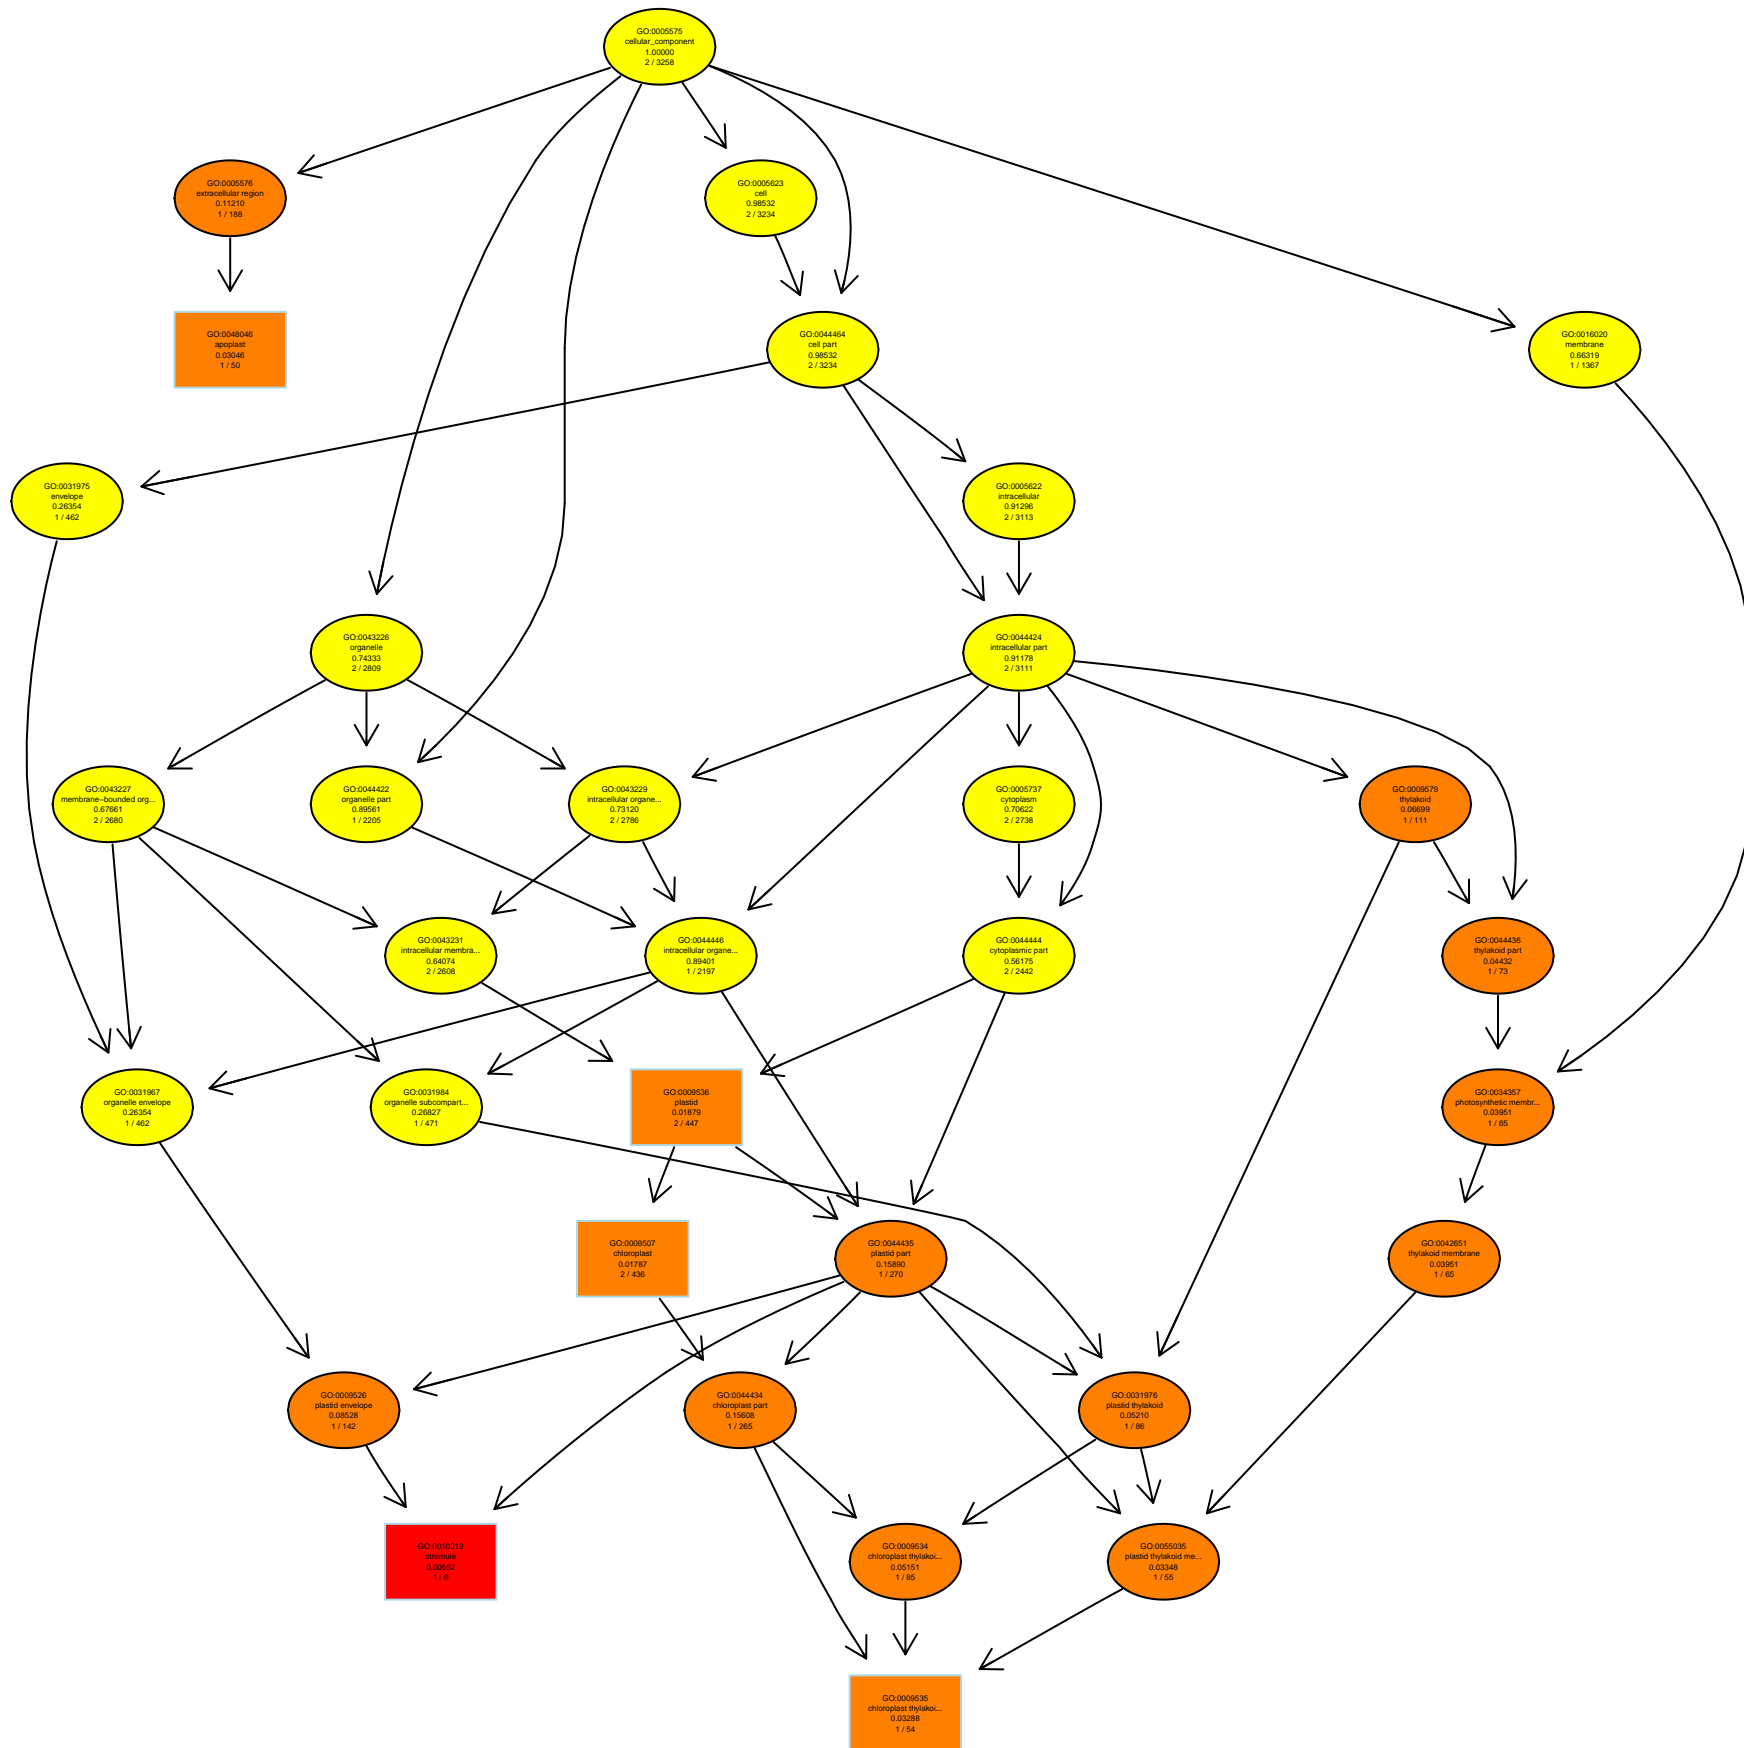 GO:0005575
cellular_component
1.00000
2 / 3258
GO:0005576
extracellular region
0.11210
1 / 188
GO:0005623
cell
0.98532
2 / 3234
GO:0048046
apoplast
0.03046
1 / 50
GO:0044464
cell part
0.98532
2 / 3234
GO:0016020
membrane
0.66319
1 / 1367
GO:0031975
envelope
0.26354
1 / 462
GO:0005622
intracellular
0.91296
2 / 3113
GO:0043226
organelle
0.74333
2 / 2809
GO:0044424
intracellular part
0.91178
2 / 3111
GO:0043227
membrane−bounded org...
0.67661
2 / 2680
GO:0044422
organelle part
0.89561
1 / 2205
GO:0043229
intracellular organe...
0.73120
2 / 2786
GO:0005737
cytoplasm
0.70622
2 / 2738
GO:0009579
thylakoid
0.06699
1 / 111
GO:0043231
intracellular membra...
0.64074
2 / 2608
GO:0044446
intracellular organe...
0.89401
1 / 2197
GO:0044444
cytoplasmic part
0.56175
2 / 2442
GO:0044436
thylakoid part
0.04432
1 / 73
GO:0031967
organelle envelope
0.26354
1 / 462
GO:0031984
organelle subcompart...
0.26827
1 / 471
GO:0009536
plastid
0.01879
2 / 447
GO:0034357
photosynthetic membr...
0.03951
1 / 65
GO:0009507
chloroplast
0.01787
2 / 436
GO:0044435
plastid part
0.15890
1 / 270
GO:0042651
thylakoid membrane
0.03951
1 / 65
GO:0009526
plastid envelope
0.08528
1 / 142
GO:0044434
chloroplast part
0.15608
1 / 265
GO:0031976
plastid thylakoid
0.05210
1 / 86
GO:0010319
stromule
0.00552
1 / 9
GO:0009534
chloroplast thylakoi...
0.05151
1 / 85
GO:0055035
plastid thylakoid me...
0.03348
1 / 55
GO:0009535
chloroplast thylakoi...
0.03288
1 / 54